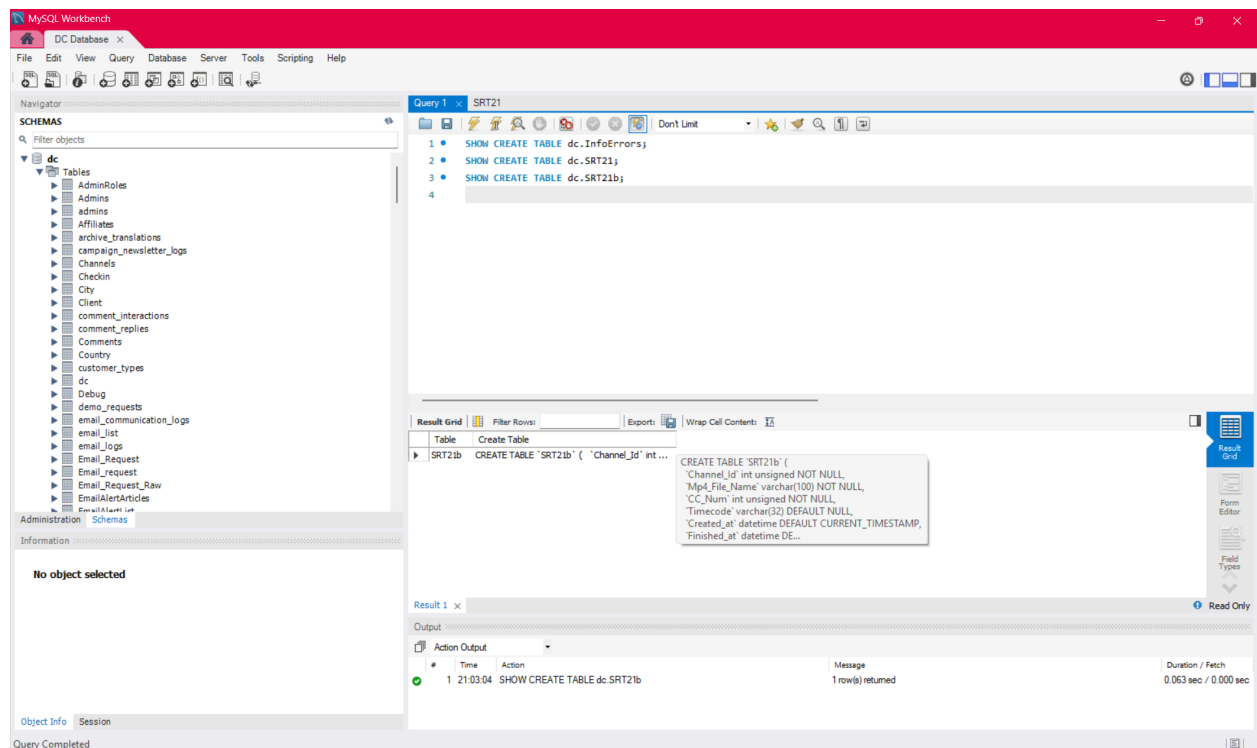 MySQL Workbench
DC Database
File Edit View Query Database Server Tools Scripting Help
Navigator
SCHEMAS
Filter objects
dc
Tables
AdminRoles
Admins
admins
Affiliates
archive_translations
campaign_newsletter_logs
Channels
Checkin
City
Client
comment_interactions
comment_replies
Comments
Country
customer_types
dc
Debug
demo_requests
email_communication_logs
email_list
email_logs
Email_Request
Email_request
Email_Request_Raw
EmailAlertArticles
EmailAlertList
Administration Schemas
Information
No object selected
Object Info Session
Query 1 SRT21
Don't Limit
1 SHOW CREATE TABLE dc.InfoErrors;
2 SHOW CREATE TABLE dc.SRT21;
3 SHOW CREATE TABLE dc.SRT21b;
4
Result Grid Filter Rows: Export: Wrap Cell Content:
Table Create Table
SRT21b CREATE TABLE `SRT21b` ( `Channel_Id` int ...
CREATE TABLE `SRT21b` (
`Channel_Id` int unsigned NOT NULL,
`Mp4_File_Name` varchar(100) NOT NULL,
`CC_Num` int unsigned NOT NULL,
`Timecode` varchar(32) DEFAULT NULL,
`Created_at` datetime DEFAULT CURRENT_TIMESTAMP,
`Finished_at` datetime DE...
Result Grid
Form Editor
Field Types
Result 1
Read Only
Output
Action Output
# Time Action Message Duration / Fetch
1 21:03:04 SHOW CREATE TABLE dc.SRT21b 1 row(s) returned 0.063 sec / 0.000 sec
Query Completed